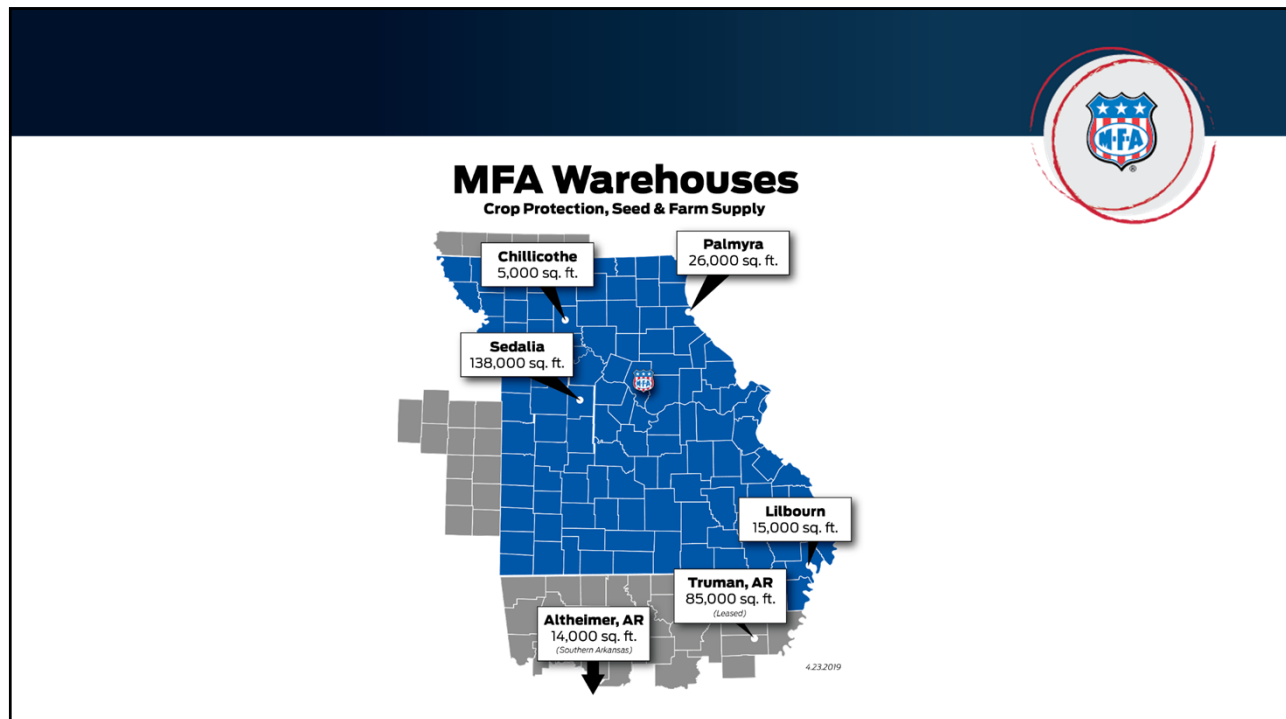 M-F-A
®
MFA Warehouses
Crop Protection, Seed & Farm Supply
Chillicothe
5,000 sq. ft.
Palmyra
26,000 sq. ft.
Sedalia
138,000 sq. ft.
MFA
Lilbourn
15,000 sq. ft.
Truman, AR
85,000 sq. ft.
(Leased)
Altheimer, AR
14,000 sq. ft.
(Southern Arkansas)
4.23.2019